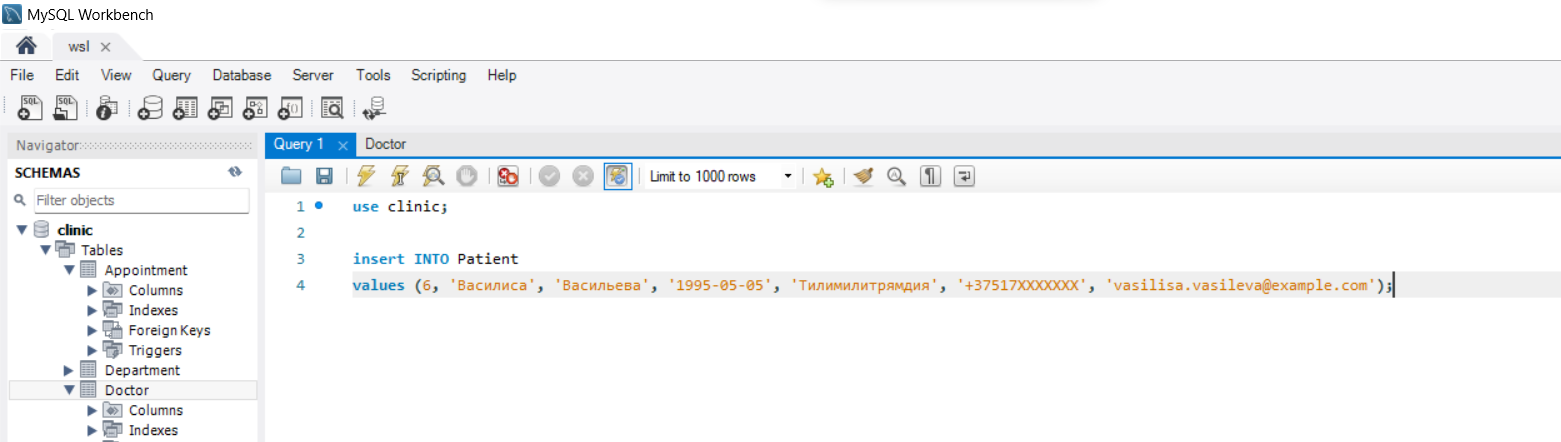 MySQL Workbench
wsl
File Edit View Query Database Server Tools Scripting Help
Navigator
SCHEMAS
Filter objects
clinic
Tables
Appointment
Columns
Indexes
Foreign Keys
Triggers
Department
Doctor
Columns
Indexes
Query 1 Doctor
Limit to 1000 rows
1 use clinic;
2
3 insert INTO Patient
4 values (6, 'Василиса', 'Васильева', '1995-05-05', 'Тилимилитрямдия', '+37517XXXXXXX', 'vasilisa.vasileva@example.com');